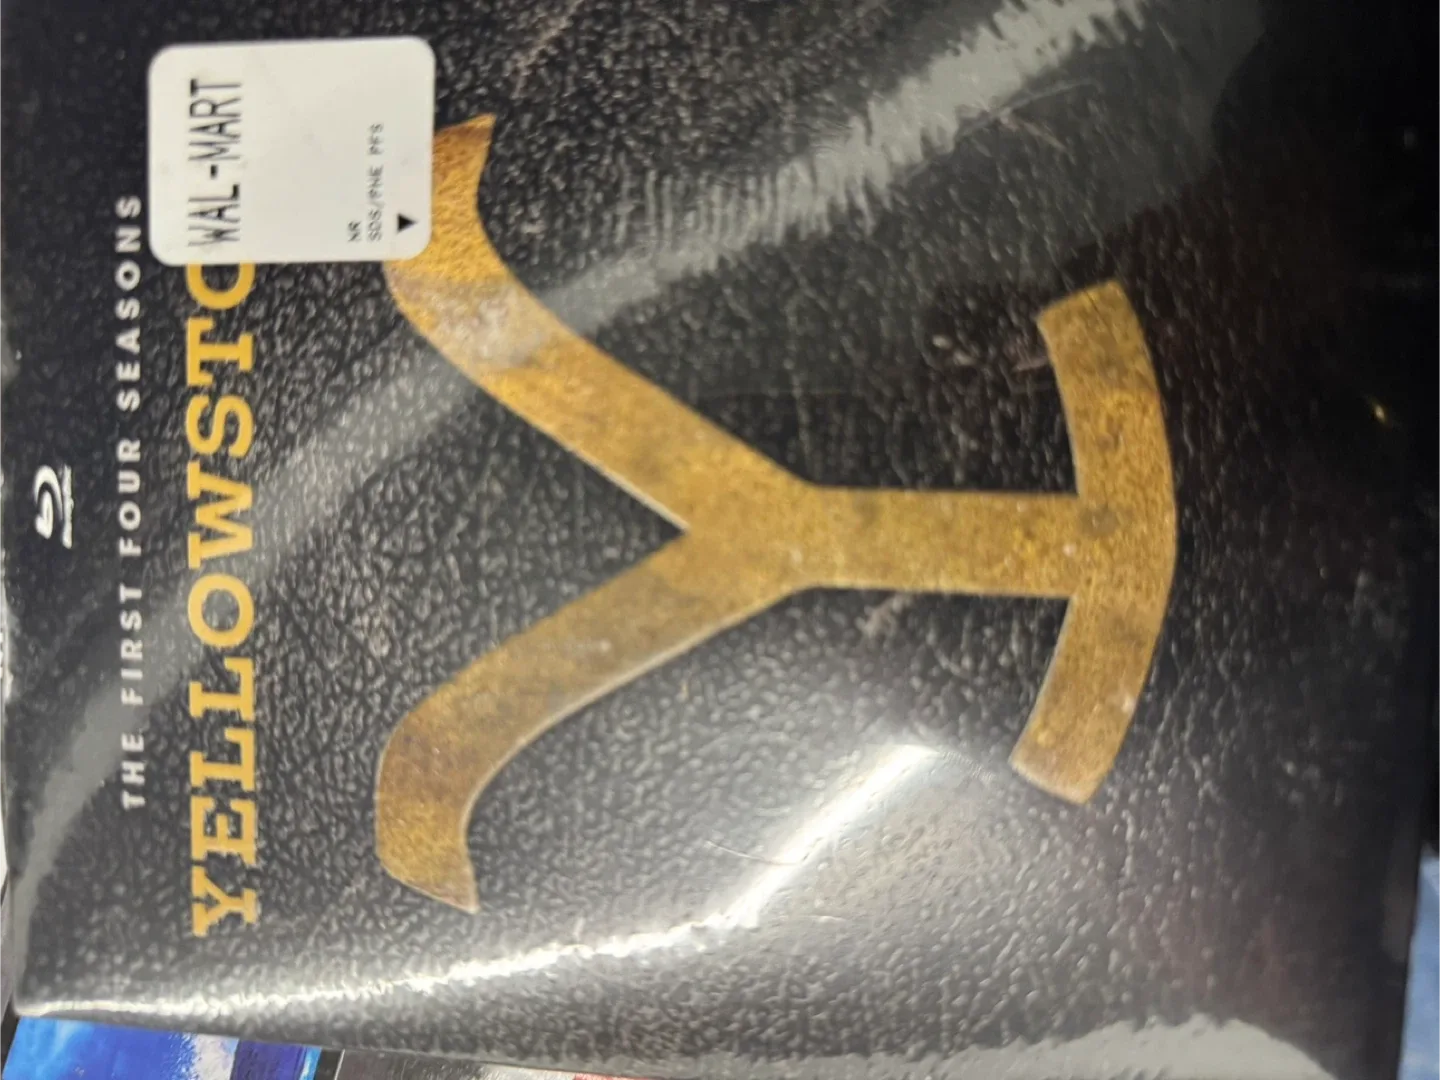 THE FIRST FOUR SEASONS
YELLOWSTO
WAL-MART
NR
SDS/PNE PFS